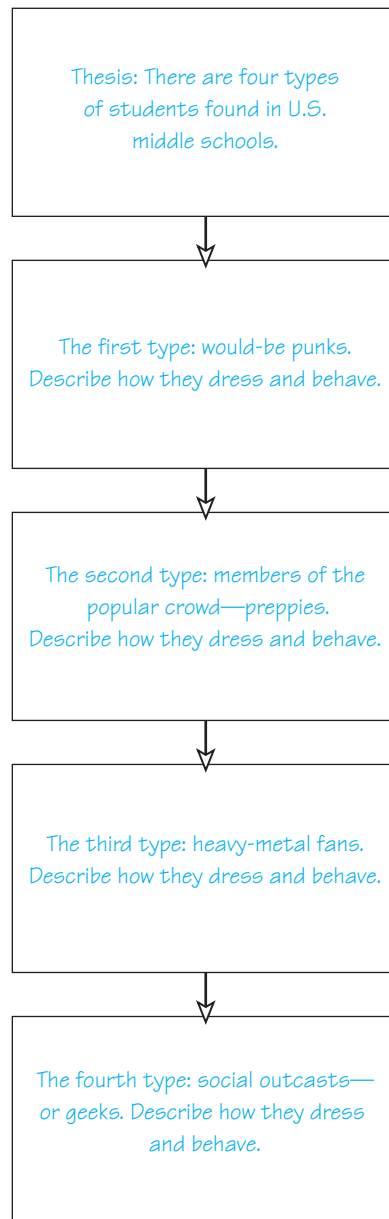 Thesis: There are four types
of students found in U.S.
middle schools.
The first type: would-be punks.
Describe how they dress and behave.
The second type: members of the
popular crowd—preppies.
Describe how they dress and behave.
The third type: heavy-metal fans.
Describe how they dress and behave.
The fourth type: social outcasts—
or geeks. Describe how they dress
and behave.